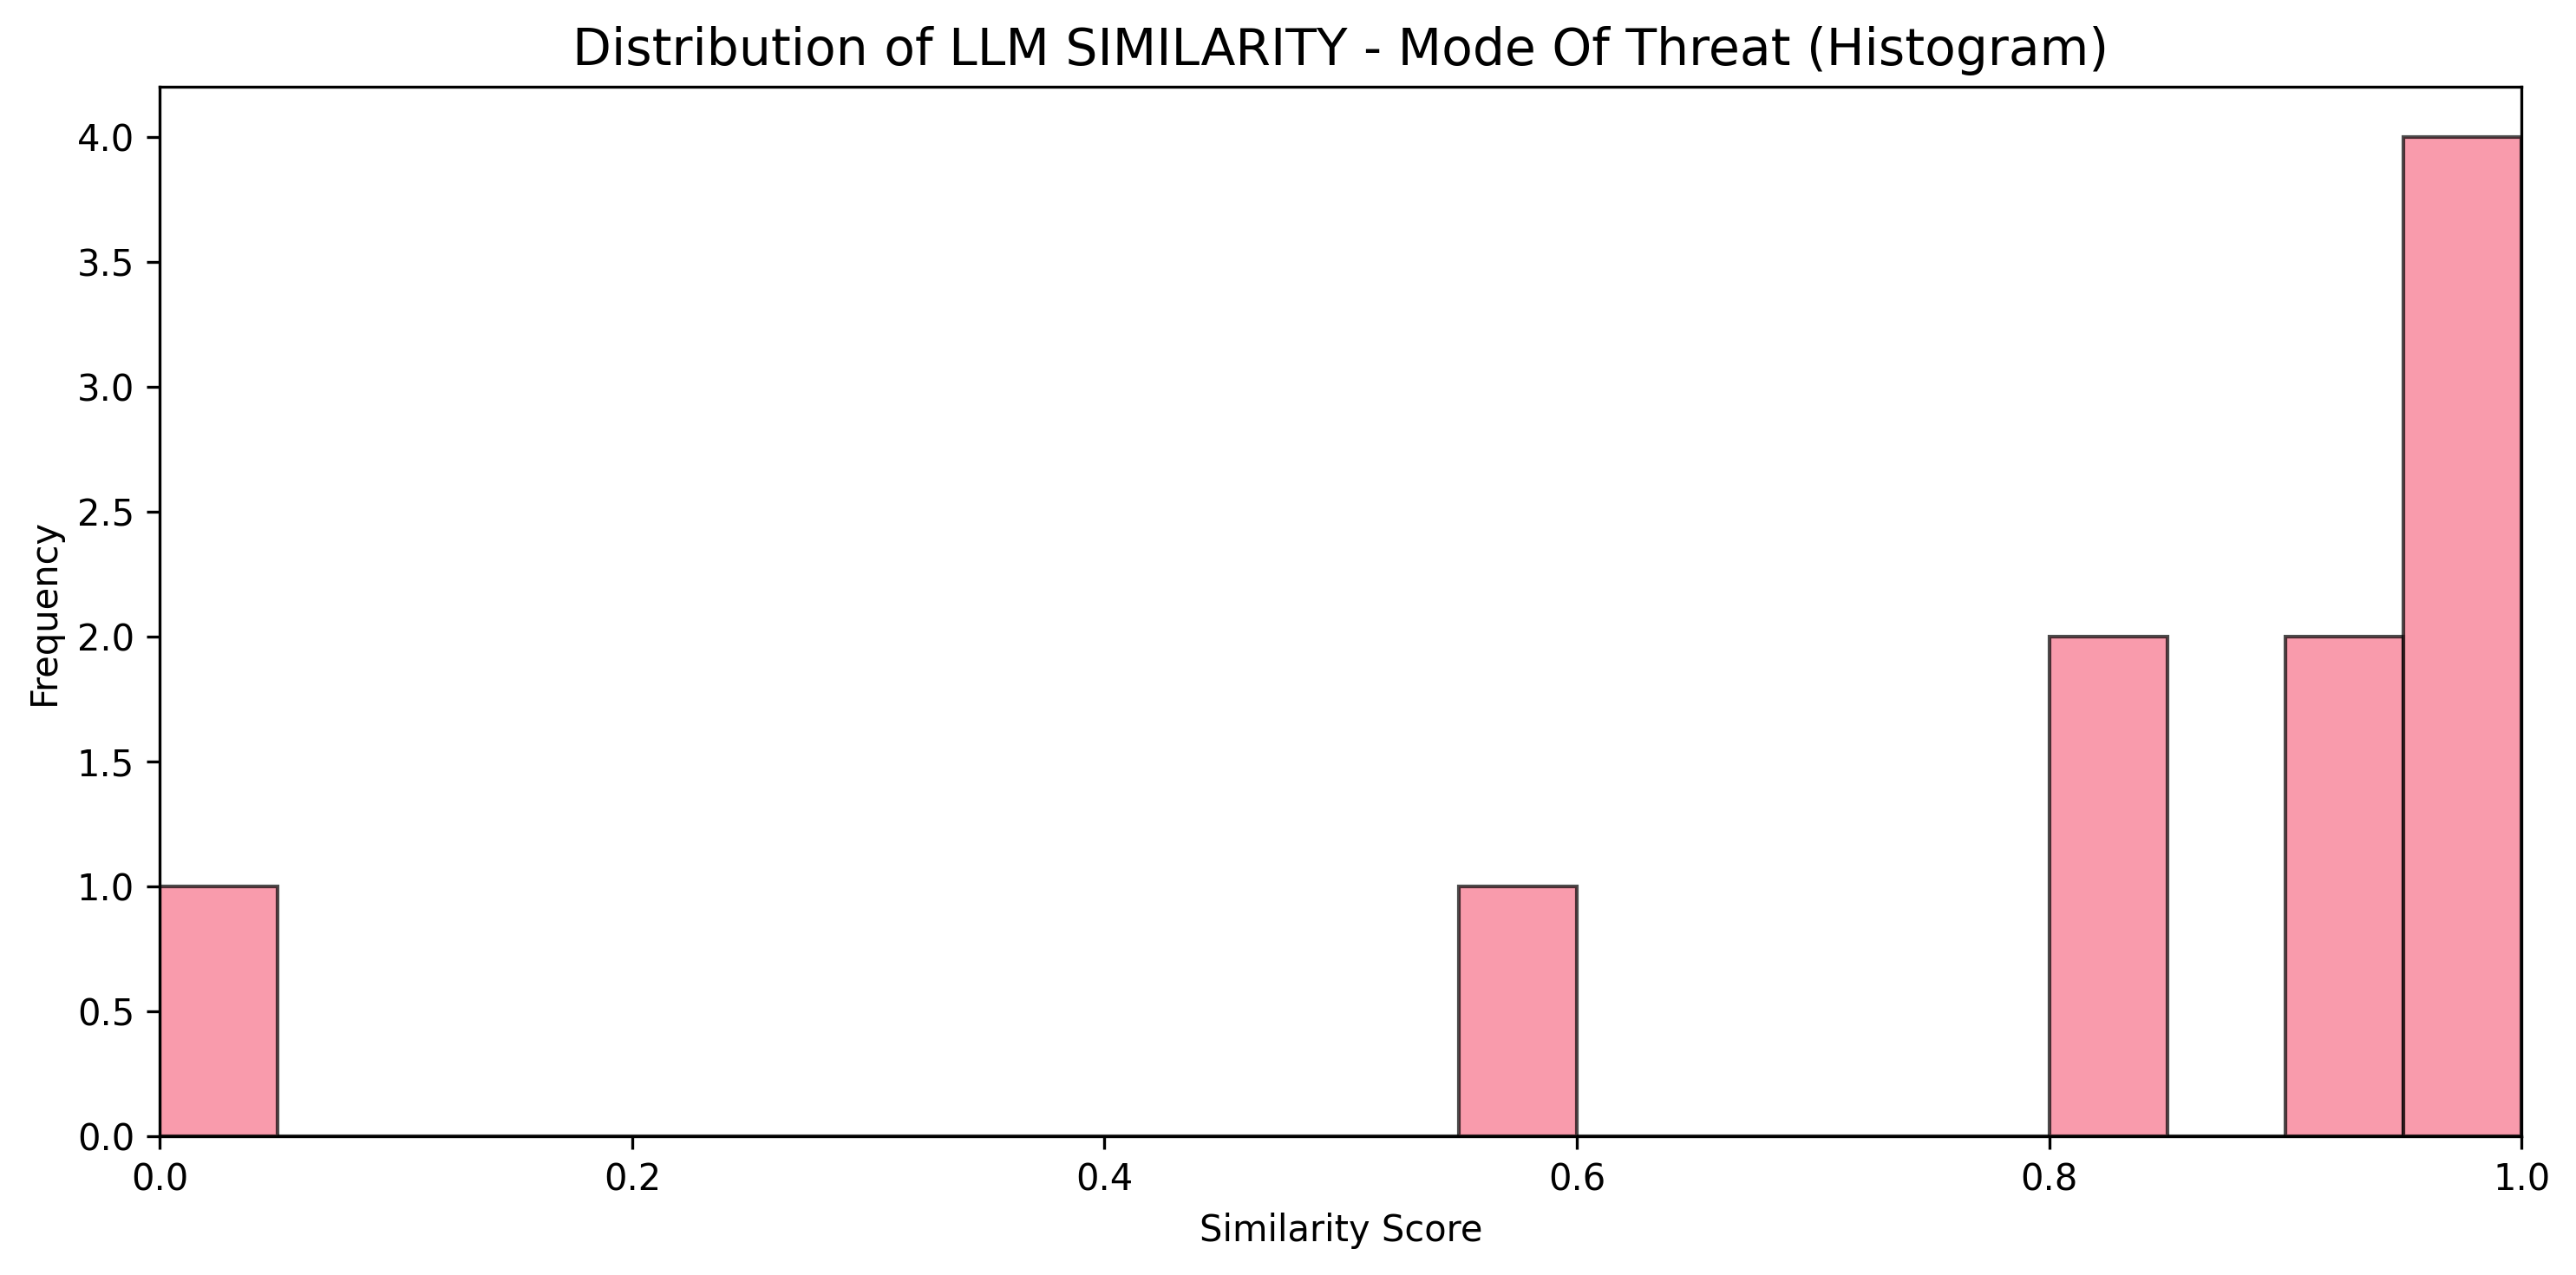 Distribution of LLM SIMILARITY - Mode Of Threat (Histogram)
4.0
3.5
3.0
2.5
2.0
1.5
1.0
0.5
0.0
Frequency
0.0 0.2 0.4 0.6 0.8 1.0
Similarity Score